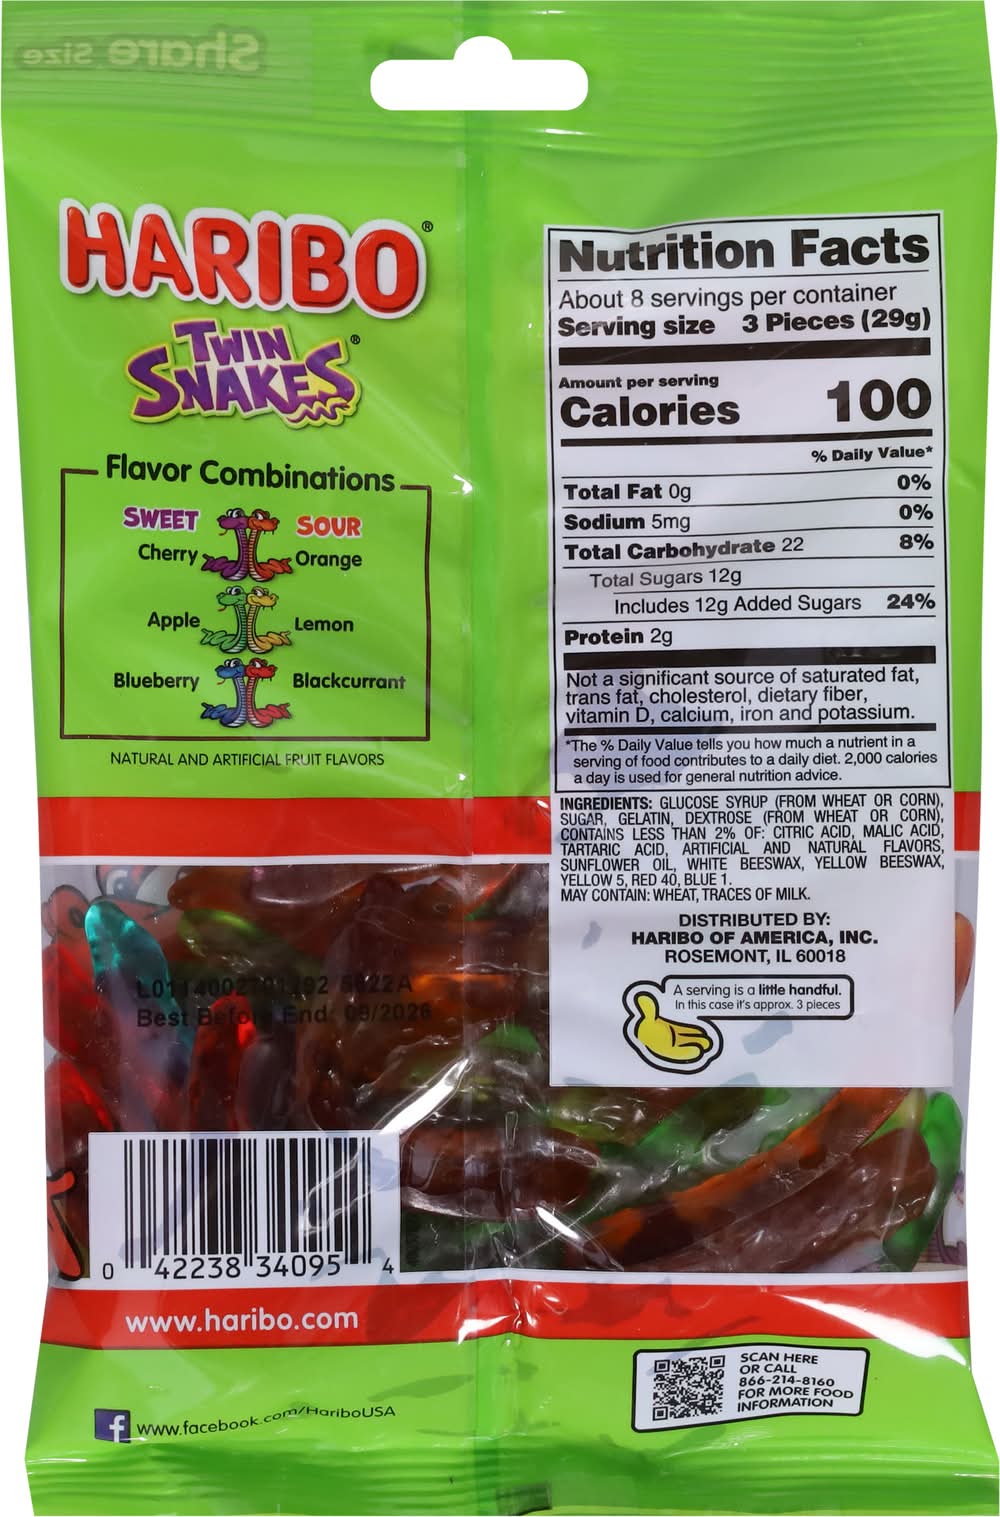 Share Size
HARIBO®
TWIN
SNAKES®
Flavor Combinations
SWEET SOUR
Cherry Orange
Apple Lemon
Blueberry Blackcurrant
NATURAL AND ARTIFICIAL FRUIT FLAVORS
Nutrition Facts
About 8 servings per container
Serving size 3 Pieces (29g)
Amount per serving
Calories 100
% Daily Value*
Total Fat 0g 0%
Sodium 5mg 0%
Total Carbohydrate 22 8%
Total Sugars 12g
Includes 12g Added Sugars 24%
Protein 2g
Not a significant source of saturated fat,
trans fat, cholesterol, dietary fiber,
vitamin D, calcium, iron and potassium.
*The % Daily Value tells you how much a nutrient in a
serving of food contributes to a daily diet. 2,000 calories
a day is used for general nutrition advice.
INGREDIENTS: GLUCOSE SYRUP (FROM WHEAT OR CORN),
SUGAR, GELATIN, DEXTROSE (FROM WHEAT OR CORN),
CONTAINS LESS THAN 2% OF: CITRIC ACID, MALIC ACID,
TARTARIC ACID, ARTIFICIAL AND NATURAL FLAVORS,
SUNFLOWER OIL, WHITE BEESWAX, YELLOW BEESWAX,
YELLOW 5, RED 40, BLUE 1.
MAY CONTAIN: WHEAT, TRACES OF MILK.
DISTRIBUTED BY:
HARIBO OF AMERICA, INC.
ROSEMONT, IL 60018
A serving is a little handful.
In this case it's approx. 3 pieces
Best Before End: 09/2026
0 42238 34095 4
www.haribo.com
www.facebook.com/HariboUSA
SCAN HERE
OR CALL
866-214-8160
FOR MORE FOOD
INFORMATION